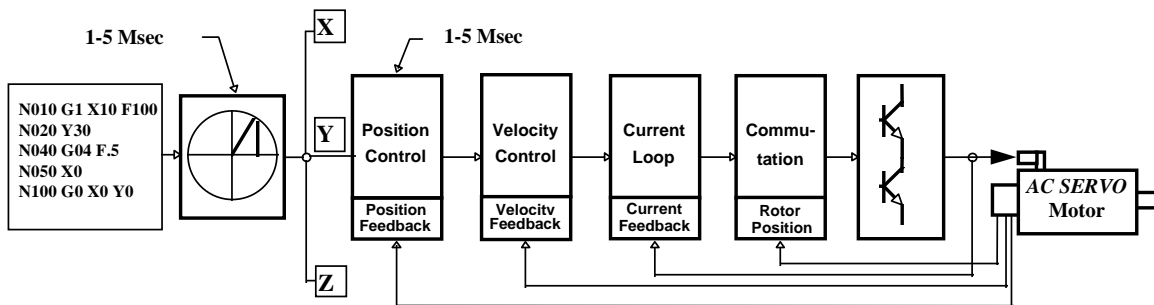 1-5 Msec
N010 G1 X10 F100
N020 Y30
N040 G04 F.5
N050 X0
N100 G0 X0 Y0
X
Y
Z
1-5 Msec
Position
Control
Position
Feedback
Velocity
Control
Velocity
Feedback
Current
Loop
Current
Feedback
Commu-
tation
Rotor
Position
AC SERVO
Motor